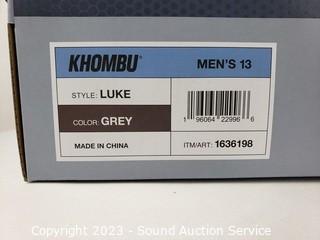 KHOMBU MEN'S 13
STYLE: LUKE
COLOR: GREY
1 96064 22996 6
MADE IN CHINA ITM/ART: 1636198
Copyright - 2023 - Sound Auction Service